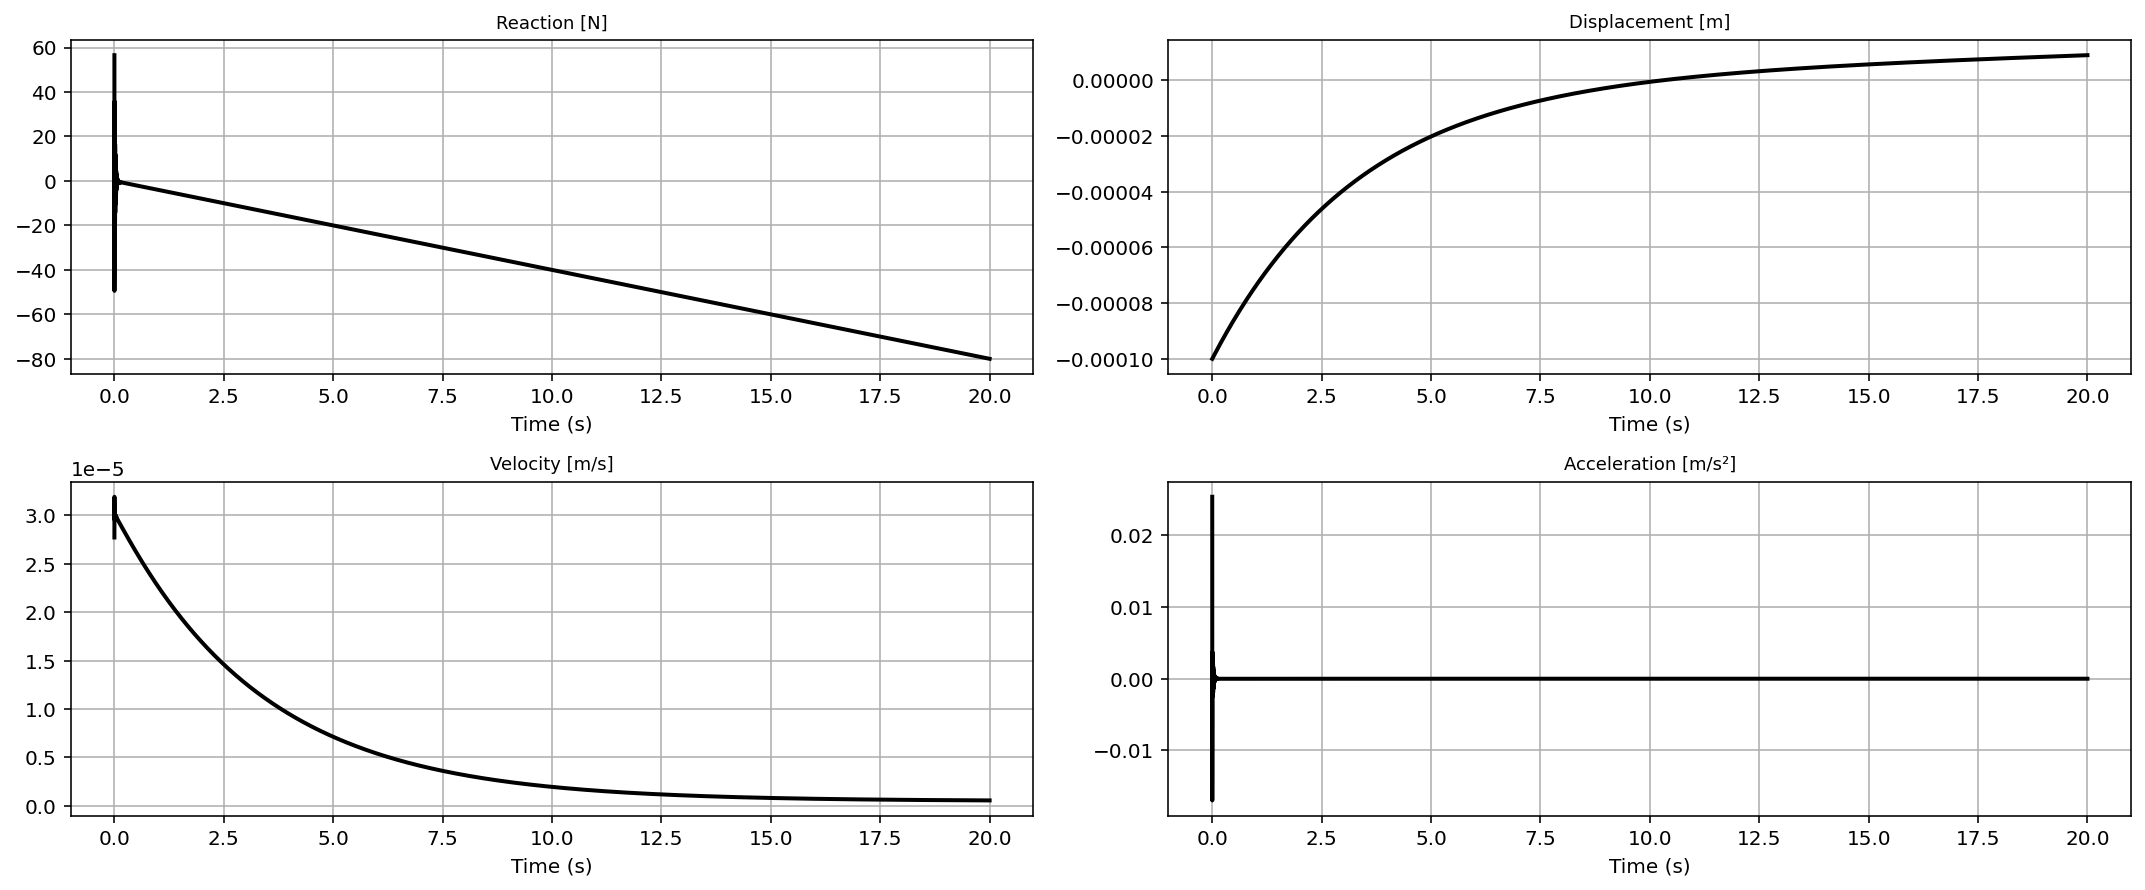 Reaction [N]
60
40
20
0
−20
−40
−60
−80
0.0 2.5 5.0 7.5 10.0 12.5 15.0 17.5 20.0
Time (s)
Displacement [m]
0.00000
−0.00002
−0.00004
−0.00006
−0.00008
−0.00010
0.0 2.5 5.0 7.5 10.0 12.5 15.0 17.5 20.0
Time (s)
Velocity [m/s]
1e−5
3.0
2.5
2.0
1.5
1.0
0.5
0.0
0.0 2.5 5.0 7.5 10.0 12.5 15.0 17.5 20.0
Time (s)
Acceleration [m/s²]
0.02
0.01
0.00
−0.01
0.0 2.5 5.0 7.5 10.0 12.5 15.0 17.5 20.0
Time (s)